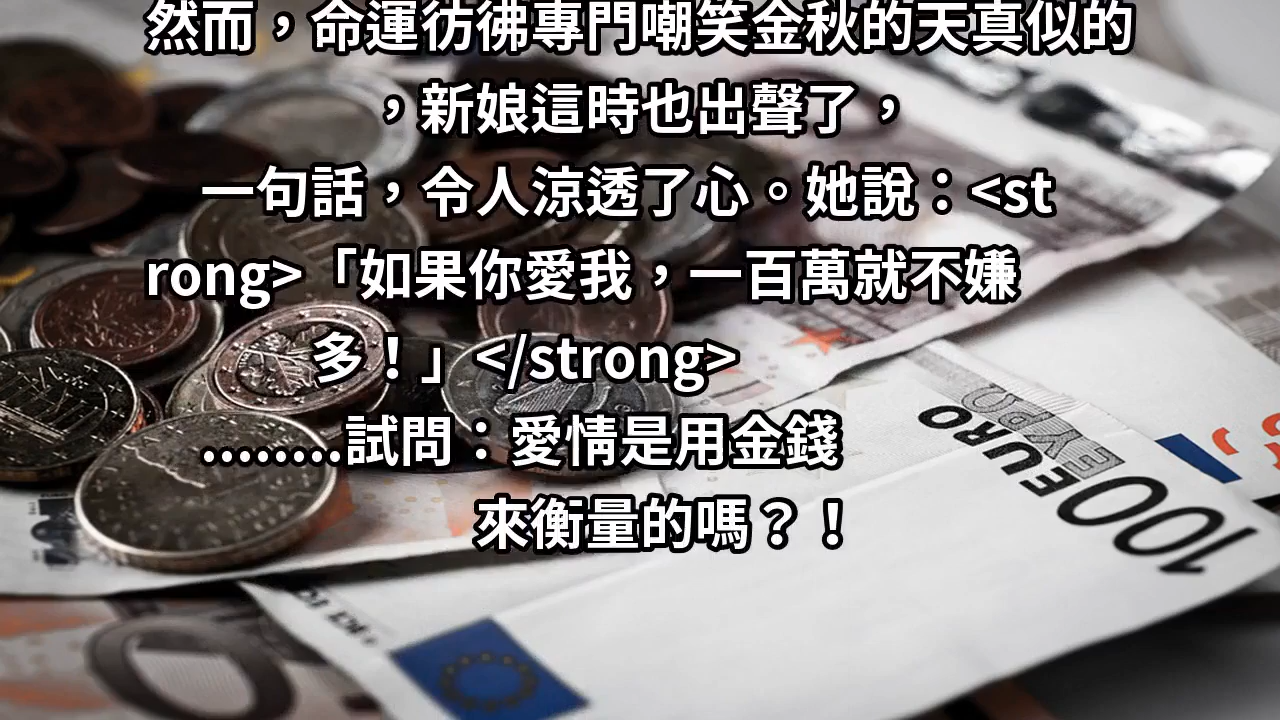 然而，命運彷彿專門嘲笑金秋的天真似的
，新娘這時也出聲了，
一句話，令人涼透了心。她說：<st
rong>「如果你愛我，一百萬就不嫌
多！」</strong>
........試問：愛情是用金錢
來衡量的嗎？！
100 EURO
ΕΥΡΩ